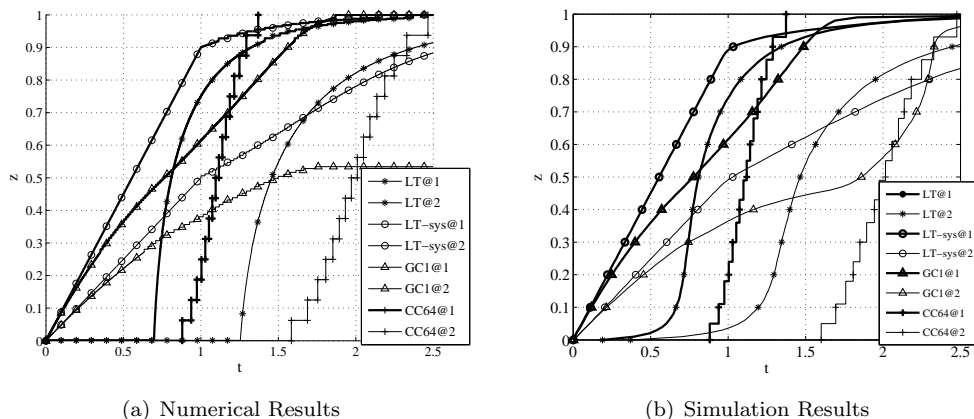 1
0.9
0.8
0.7
0.6
0.5
0.4
0.3
0.2
0.1
0
z
0
0.5
1.0
1.5
2
2.5
t
LT@1
LT@2
LT−sys@1
LT−sys@2
GC1@1
GC1@2
CC64@1
CC64@2
(a) Numerical Results
1
0.9
0.8
0.7
0.6
0.5
0.4
0.3
0.2
0.1
0
z
0
0.5
1
1.5
2
2.5
t
LT@1
LT@2
LT−sys@1
LT−sys@2
GC1@1
GC1@2
CC64@1
CC64@2
(b) Simulation Results